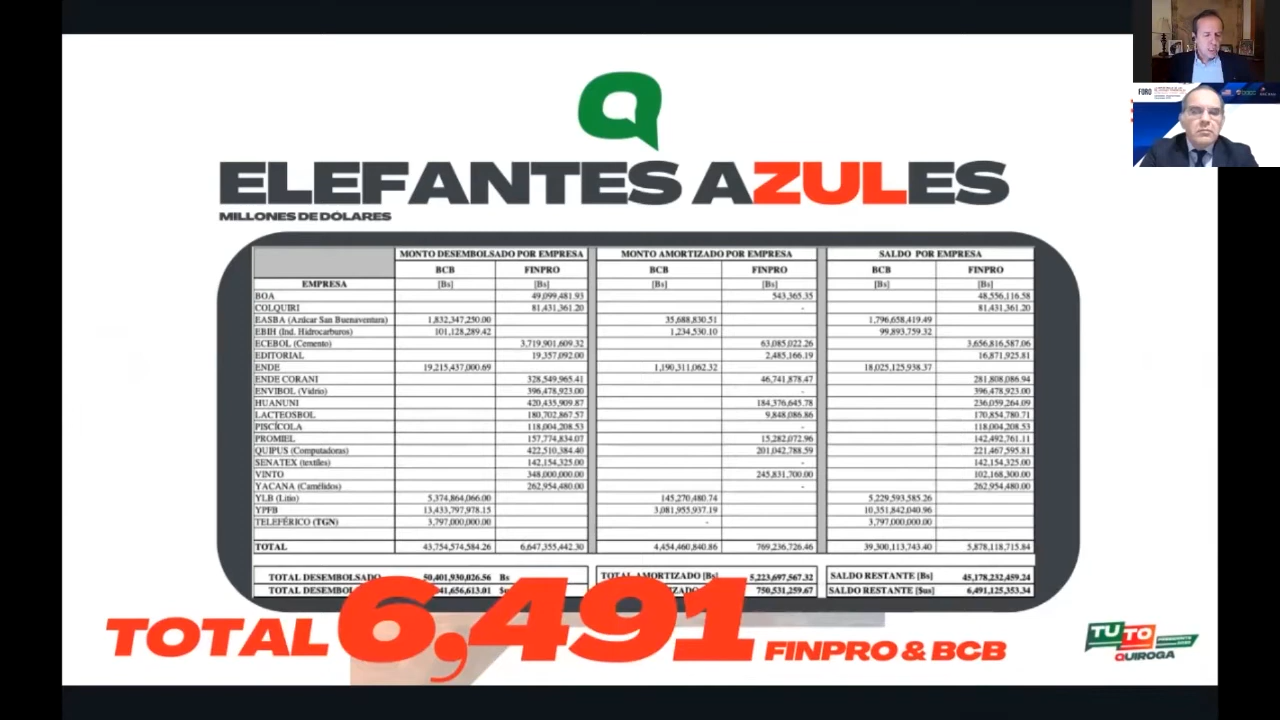 FORO
ELEFANTES AZULES
MILLONES DE DÓLARES
MONTO DESEMBOLSADO POR EMPRESA MONTO AMORTIZADO POR EMPRESA SALDO POR EMPRESA
BCB FINPRO BCB FINPRO BCB FINPRO
EMPRESA [Bs] [Bs] [Bs] [Bs] [Bs] [Bs]
BOA 49,099,481.93 543,365.35 48,556,116.58
COLQUIRI 81,431,361.20 - 81,431,361.20
EASBA (Azúcar San Buenaventura) 1,832,347,250.00 35,688,830.51 1,796,658,419.49
EBIH (Ind. Hidrocarburos) 101,128,289.42 1,234,530.10 99,893,759.32
ECEBOL (Cemento) 3,719,901,609.32 63,085,022.26 3,656,816,587.06
EDITORIAL 19,357,092.00 2,485,166.19 16,871,925.81
ENDE 19,215,437,000.69 1,190,311,062.32 18,025,125,938.37
ENDE CORANI 328,549,965.41 46,741,878.47 281,808,086.94
ENVIBOL (Vidrio) 396,478,923.00 - 396,478,923.00
HUANUNI 420,435,909.87 184,376,645.78 236,059,264.09
LACTEOSBOL 180,702,867.57 9,848,086.86 170,854,780.71
PISCÍCOLA 118,004,208.53 - 118,004,208.53
PROMIEL 157,774,834.07 15,282,072.96 142,492,761.11
QUIPUS (Computadoras) 422,510,384.40 201,042,788.59 221,467,595.81
SENATEX (textiles) 142,154,325.00 - 142,154,325.00
VINTO 348,000,000.00 245,831,700.00 102,168,300.00
YACANA (Camélidos) 262,954,480.00 - 262,954,480.00
YLB (Litio) 5,374,864,066.00 145,270,480.74 5,229,593,585.26
YPFB 13,433,797,978.15 3,081,955,937.19 10,351,842,040.96
TELEFÉRICO (TGN) 3,797,000,000.00 - 3,797,000,000.00
TOTAL 43,754,574,584.26 6,647,355,442.30 4,454,460,840.86 769,236,726.46 39,300,113,743.40 5,878,118,715.84
TOTAL DESEMBOLSADO 50,401,930,026.56 Bs TOTAL AMORTIZADO [Bs] 5,223,697,567.32 SALDO RESTANTE [Bs] 45,178,232,459.24
TOTAL 750,531,259.67 SALDO RESTANTE [$us] 6,491,125,353.34
TOTAL 6,491 FINPRO & BCB
TUTO
QUIROGA